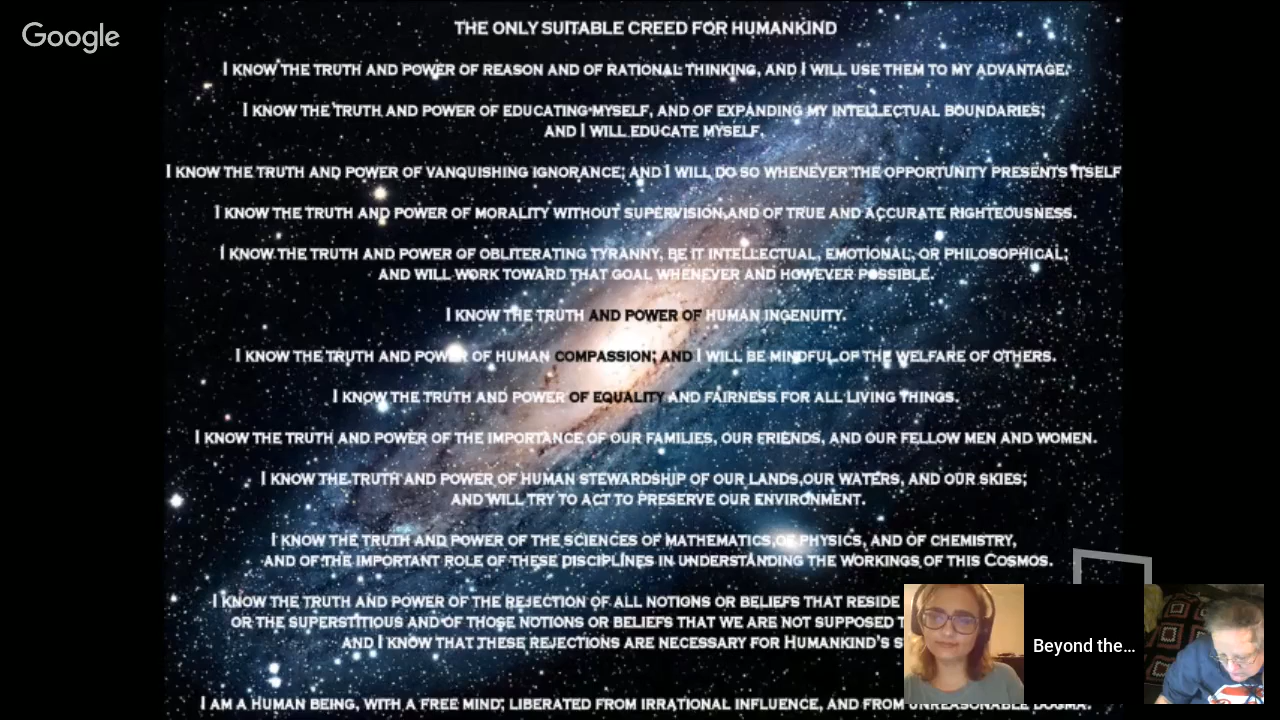 Google
THE ONLY SUITABLE CREED FOR HUMANKIND
I KNOW THE TRUTH AND POWER OF REASON AND OF RATIONAL THINKING, AND I WILL USE THEM TO MY ADVANTAGE.
I KNOW THE TRUTH AND POWER OF EDUCATING MYSELF, AND OF EXPANDING MY INTELLECTUAL BOUNDARIES;
AND I WILL EDUCATE MYSELF.
I KNOW THE TRUTH AND POWER OF VANQUISHING IGNORANCE; AND I WILL DO SO WHENEVER THE OPPORTUNITY PRESENTS ITSELF
I KNOW THE TRUTH AND POWER OF MORALITY WITHOUT SUPERVISION,AND OF TRUE AND ACCURATE RIGHTEOUSNESS.
I KNOW THE TRUTH AND POWER OF OBLITERATING TYRANNY, BE IT INTELLECTUAL, EMOTIONAL, OR PHILOSOPHICAL;
AND WILL WORK TOWARD THAT GOAL WHENEVER AND HOWEVER POSSIBLE.
I KNOW THE TRUTH AND POWER OF HUMAN INGENUITY.
I KNOW THE TRUTH AND POWER OF HUMAN COMPASSION; AND I WILL BE MINDFUL OF THE WELFARE OF OTHERS.
I KNOW THE TRUTH AND POWER OF EQUALITY AND FAIRNESS FOR ALL LIVING THINGS.
I KNOW THE TRUTH AND POWER OF THE IMPORTANCE OF OUR FAMILIES, OUR FRIENDS, AND OUR FELLOW MEN AND WOMEN.
I KNOW THE TRUTH AND POWER OF HUMAN STEWARDSHIP OF OUR LANDS,OUR WATERS, AND OUR SKIES;
AND WILL TRY TO ACT TO PRESERVE OUR ENVIRONMENT.
I KNOW THE TRUTH AND POWER OF THE SCIENCES OF MATHEMATICS,OF PHYSICS, AND OF CHEMISTRY,
AND OF THE IMPORTANT ROLE OF THESE DISCIPLINES IN UNDERSTANDING THE WORKINGS OF THIS COSMOS.
I KNOW THE TRUTH AND POWER OF THE REJECTION OF ALL NOTIONS OR BELIEFS THAT RESIDE
OR THE SUPERSTITIOUS AND OF THOSE NOTIONS OR BELIEFS THAT WE ARE NOT SUPPOSED
AND I KNOW THAT THESE REJECTIONS ARE NECESSARY FOR HUMANKIND'S
Beyond the...
I AM A HUMAN BEING, WITH A FREE MIND; LIBERATED FROM IRRATIONAL INFLUENCE, AND FROM UNREASONABLE DOGMA.